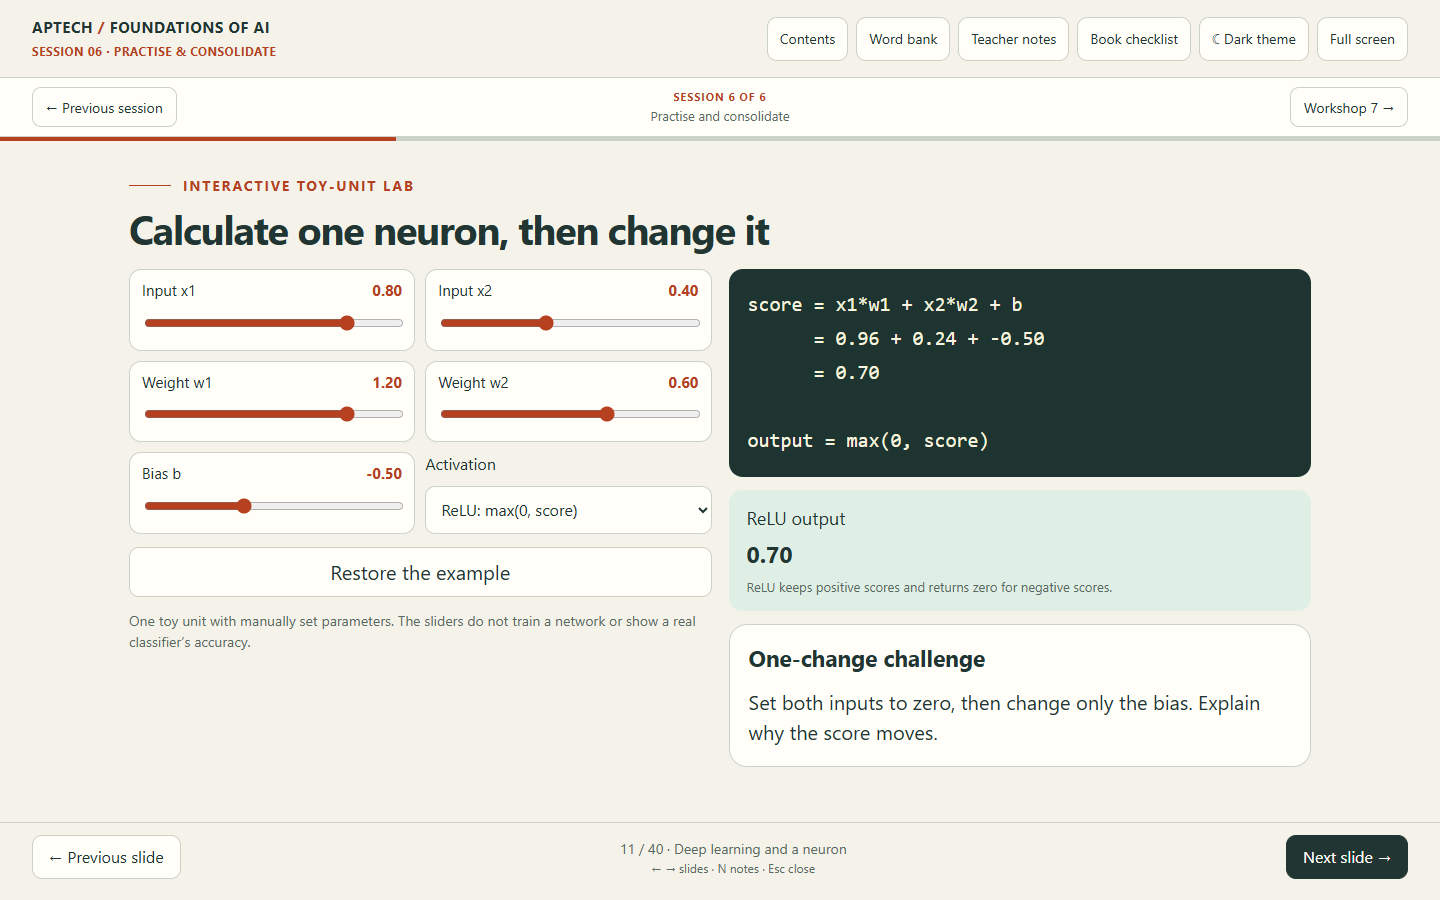 APTECH / FOUNDATIONS OF AI
SESSION 06 · PRACTISE & CONSOLIDATE
Contents
Word bank
Teacher notes
Book checklist
☾ Dark theme
Full screen
← Previous session
SESSION 6 OF 6
Practise and consolidate
Workshop 7 →
INTERACTIVE TOY-UNIT LAB
Calculate one neuron, then change it
Input x1 0.80
Input x2 0.40
Weight w1 1.20
Weight w2 0.60
Bias b -0.50
Activation
ReLU: max(0, score)
Restore the example
One toy unit with manually set parameters. The sliders do not train a network or show a real
classifier’s accuracy.
score = x1*w1 + x2*w2 + b
= 0.96 + 0.24 + -0.50
= 0.70
output = max(0, score)
ReLU output
0.70
ReLU keeps positive scores and returns zero for negative scores.
One-change challenge
Set both inputs to zero, then change only the bias. Explain
why the score moves.
← Previous slide
11 / 40 · Deep learning and a neuron
← → slides · N notes · Esc close
Next slide →